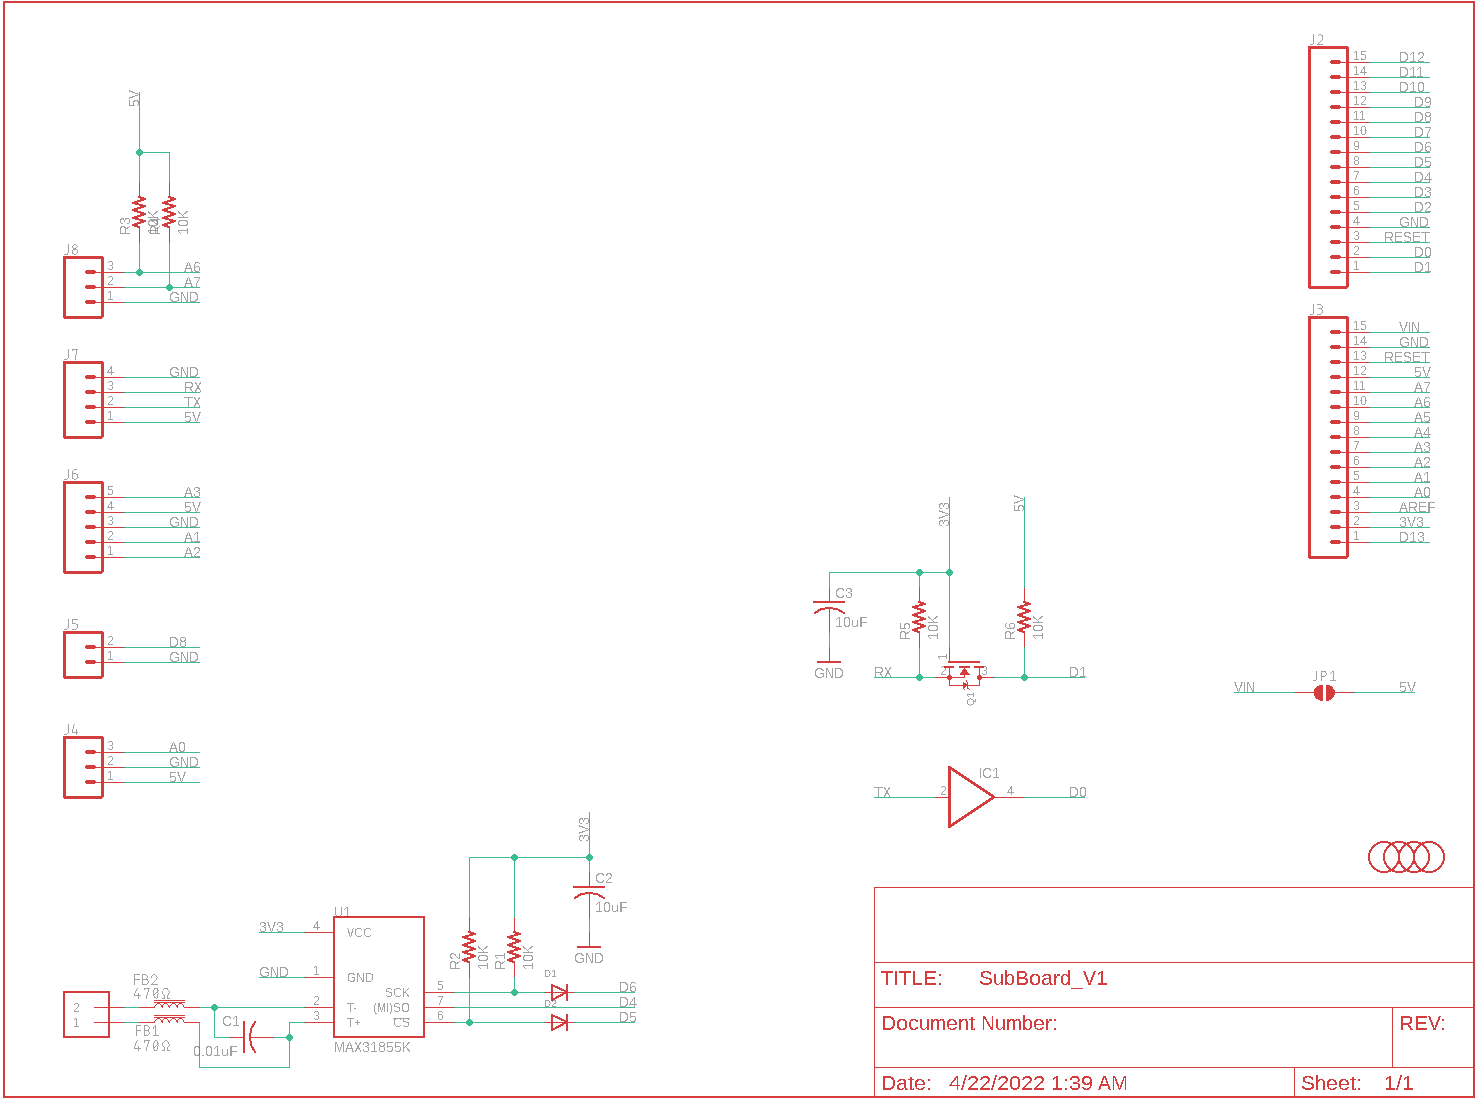 J2
15 D12
14 D11
13 D10
12 D9
11 D8
10 D7
9 D6
8 D5
7 D4
6 D3
5 D2
4 GND
3 RESET
2 D0
1 D1
J3
15 VIN
14 GND
13 RESET
12 5V
11 A7
10 A6
9 A5
8 A4
7 A3
6 A2
5 A1
4 A0
3 AREF
2 3V3
1 D13
5V
R3
10K
R4
10K
J8
3 A6
2 A7
1 GND
J7
4 GND
3 RX
2 TX
1 5V
J6
5 A3
4 5V
3 GND
2 A1
1 A2
J5
2 D8
1 GND
J4
3 A0
2 GND
1 5V
3V3
5V
C3
10uF
GND
R5
10K
R6
10K
RX
1
2
3
D1
Q1
VIN
JP1
5V
IC1
TX
2
4
D0
3V3
C2
10uF
GND
R2
10K
R1
10K
U1
3V3 4 VCC
GND 1 GND
SCK 5
2 T- (MI)SO 7
3 T+ CS 6
MAX31855K
D1
D6
D4
D2
D5
FB2
470Ω
2
1
FB1
470Ω
C1
0.01uF
TITLE: SubBoard_V1
Document Number:
REV:
Date: 4/22/2022 1:39 AM
Sheet: 1/1